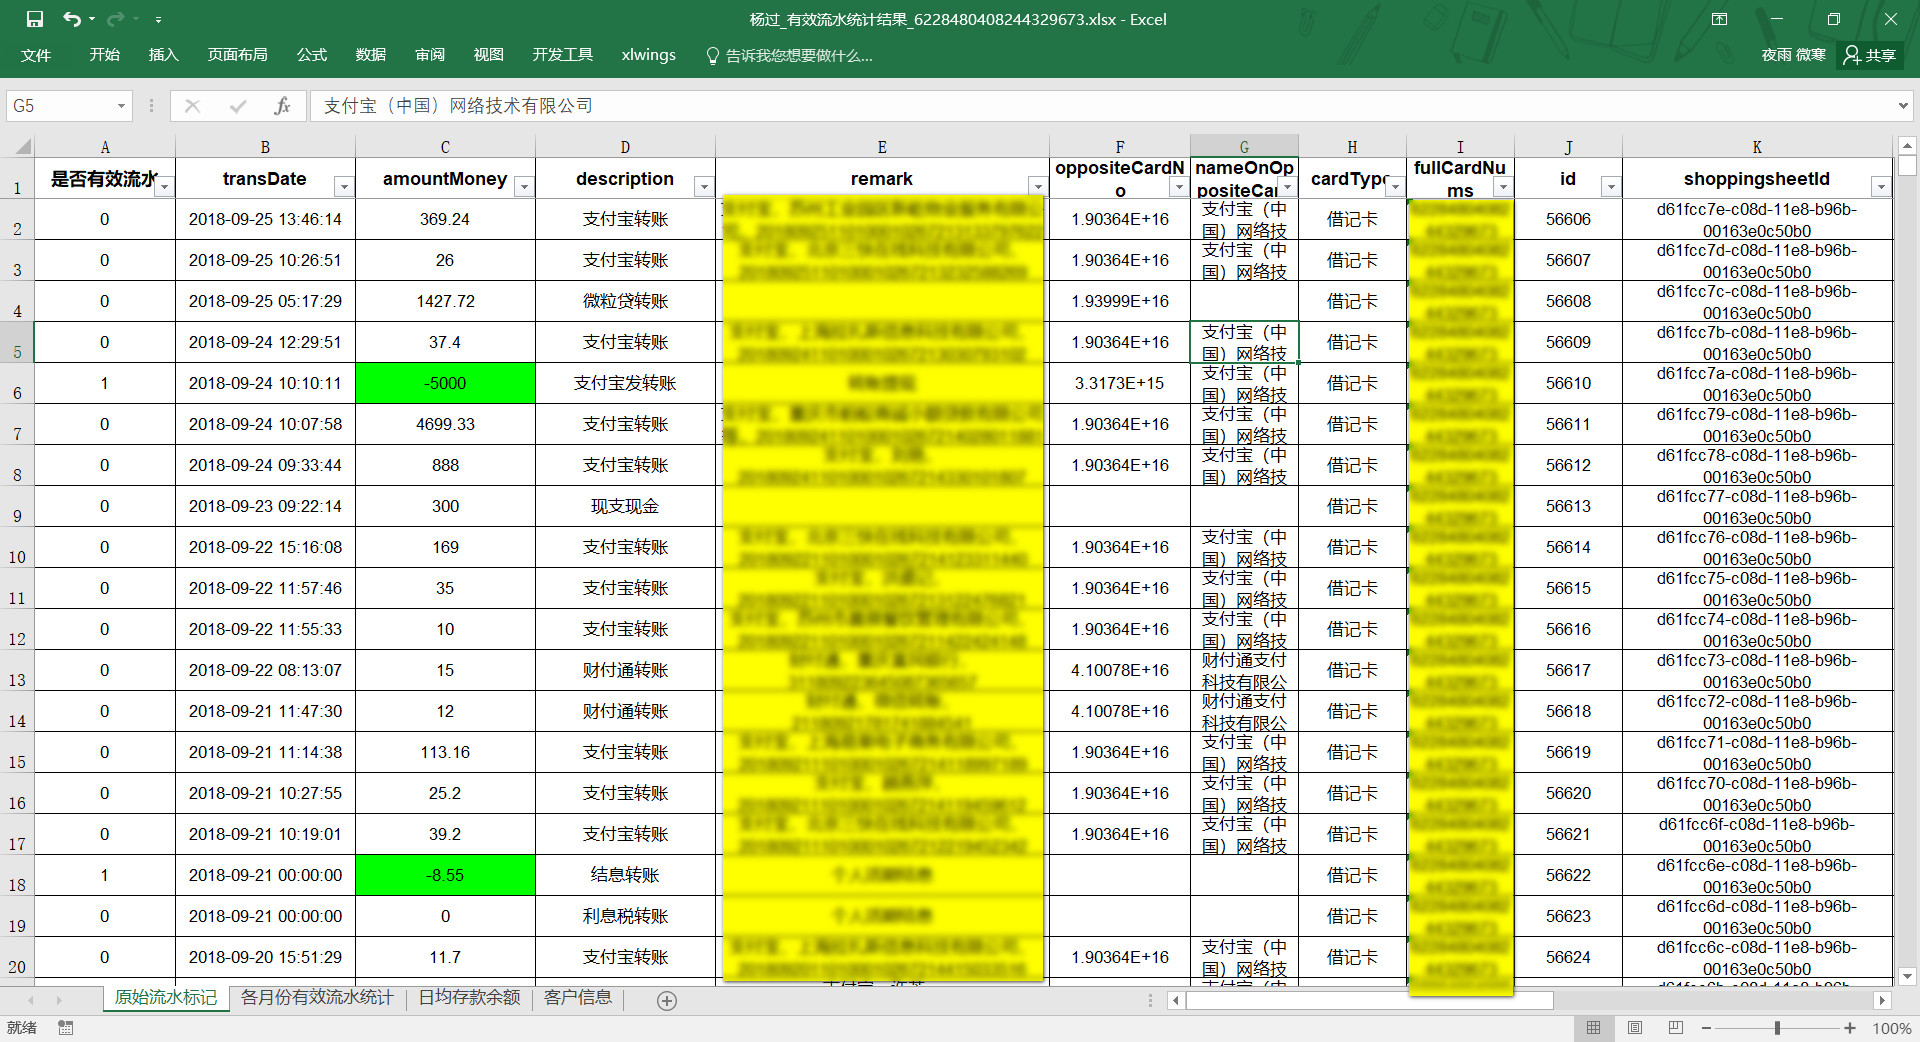 杨过_有效流水统计结果_6228480408244329673.xlsx - Excel
文件 开始 插入 页面布局 公式 数据 审阅 视图 开发工具 xlwings 告诉我您想要做什么... 夜雨 微寒 共享
G5 fx 支付宝（中国）网络技术有限公司
A B C D E F G H I J K
1 是否有效流水 transDate amountMoney description remark oppositeCardNo nameOnOppositeCar cardType fullCardNums id shoppingsheetId
2 0 2018-09-25 13:46:14 369.24 支付宝转账 1.90364E+16 支付宝（中国）网络技 借记卡 56606 d61fcc7e-c08d-11e8-b96b-00163e0c50b0
3 0 2018-09-25 10:26:51 26 支付宝转账 1.90364E+16 支付宝（中国）网络技 借记卡 56607 d61fcc7d-c08d-11e8-b96b-00163e0c50b0
4 0 2018-09-25 05:17:29 1427.72 微粒贷转账 1.93999E+16 借记卡 56608 d61fcc7c-c08d-11e8-b96b-00163e0c50b0
5 0 2018-09-24 12:29:51 37.4 支付宝转账 1.90364E+16 支付宝（中国）网络技 借记卡 56609 d61fcc7b-c08d-11e8-b96b-00163e0c50b0
6 1 2018-09-24 10:10:11 -5000 支付宝发转账 3.3173E+15 支付宝（中国）网络技 借记卡 56610 d61fcc7a-c08d-11e8-b96b-00163e0c50b0
7 0 2018-09-24 10:07:58 4699.33 支付宝转账 1.90364E+16 支付宝（中国）网络技 借记卡 56611 d61fcc79-c08d-11e8-b96b-00163e0c50b0
8 0 2018-09-24 09:33:44 888 支付宝转账 1.90364E+16 支付宝（中国）网络技 借记卡 56612 d61fcc78-c08d-11e8-b96b-00163e0c50b0
9 0 2018-09-23 09:22:14 300 现支现金 借记卡 56613 d61fcc77-c08d-11e8-b96b-00163e0c50b0
10 0 2018-09-22 15:16:08 169 支付宝转账 1.90364E+16 支付宝（中国）网络技 借记卡 56614 d61fcc76-c08d-11e8-b96b-00163e0c50b0
11 0 2018-09-22 11:57:46 35 支付宝转账 1.90364E+16 支付宝（中国）网络技 借记卡 56615 d61fcc75-c08d-11e8-b96b-00163e0c50b0
12 0 2018-09-22 11:55:33 10 支付宝转账 1.90364E+16 支付宝（中国）网络技 借记卡 56616 d61fcc74-c08d-11e8-b96b-00163e0c50b0
13 0 2018-09-22 08:13:07 15 财付通转账 4.10078E+16 财付通支付科技有限公 借记卡 56617 d61fcc73-c08d-11e8-b96b-00163e0c50b0
14 0 2018-09-21 11:47:30 12 财付通转账 4.10078E+16 财付通支付科技有限公 借记卡 56618 d61fcc72-c08d-11e8-b96b-00163e0c50b0
15 0 2018-09-21 11:14:38 113.16 支付宝转账 1.90364E+16 支付宝（中国）网络技 借记卡 56619 d61fcc71-c08d-11e8-b96b-00163e0c50b0
16 0 2018-09-21 10:27:55 25.2 支付宝转账 1.90364E+16 支付宝（中国）网络技 借记卡 56620 d61fcc70-c08d-11e8-b96b-00163e0c50b0
17 0 2018-09-21 10:19:01 39.2 支付宝转账 1.90364E+16 支付宝（中国）网络技 借记卡 56621 d61fcc6f-c08d-11e8-b96b-00163e0c50b0
18 1 2018-09-21 00:00:00 -8.55 结息转账 借记卡 56622 d61fcc6e-c08d-11e8-b96b-00163e0c50b0
19 0 2018-09-21 00:00:00 0 利息税转账 借记卡 56623 d61fcc6d-c08d-11e8-b96b-00163e0c50b0
20 0 2018-09-20 15:51:29 11.7 支付宝转账 1.90364E+16 支付宝（中国）网络技 借记卡 56624 d61fcc6c-c08d-11e8-b96b-00163e0c50b0
原始流水标记 各月份有效流水统计 日均存款余额 客户信息
就绪 100%